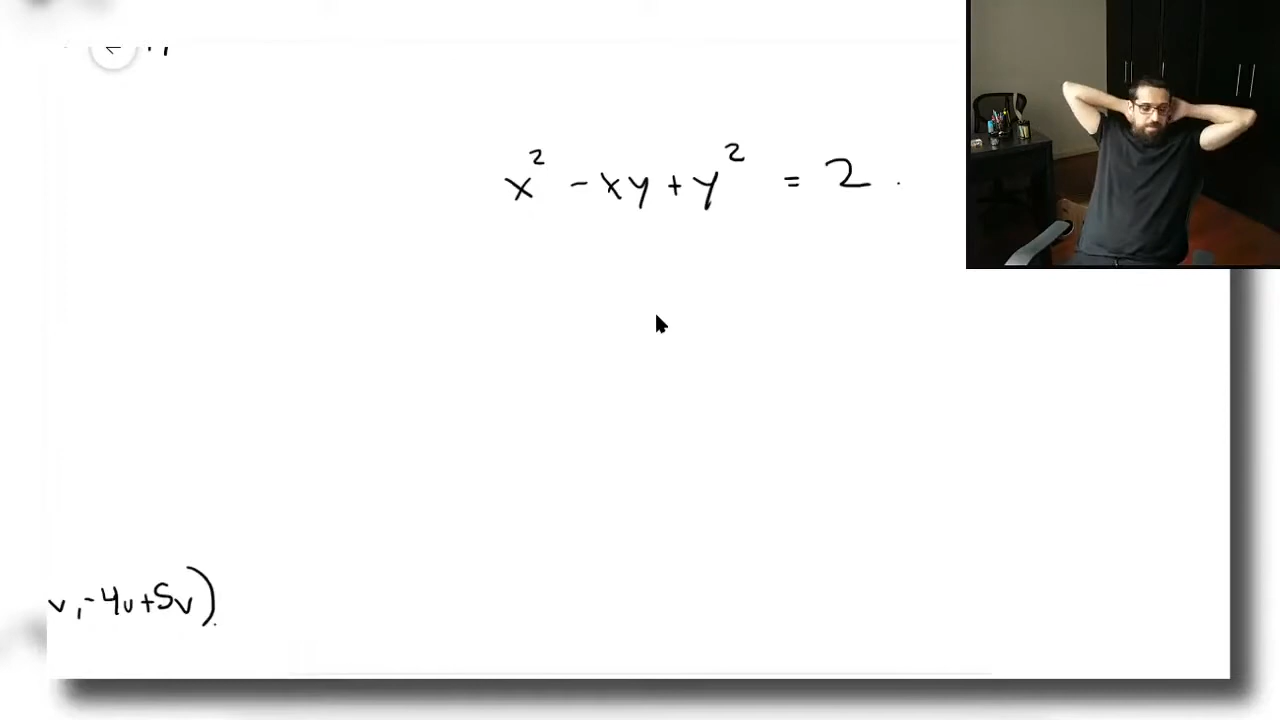 x² - xy + y² = 2 .
v, -4u+5v).